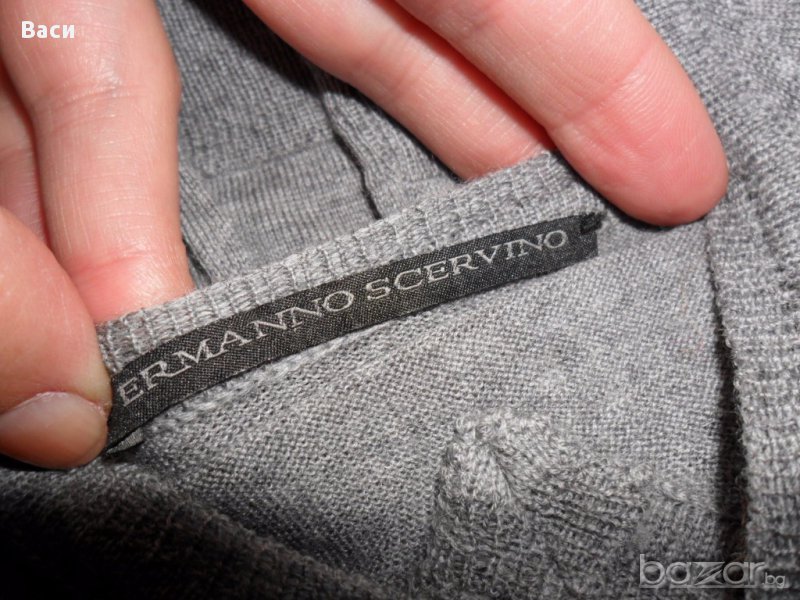 Васи
ERMANNO SCERVINO
bazar.bg